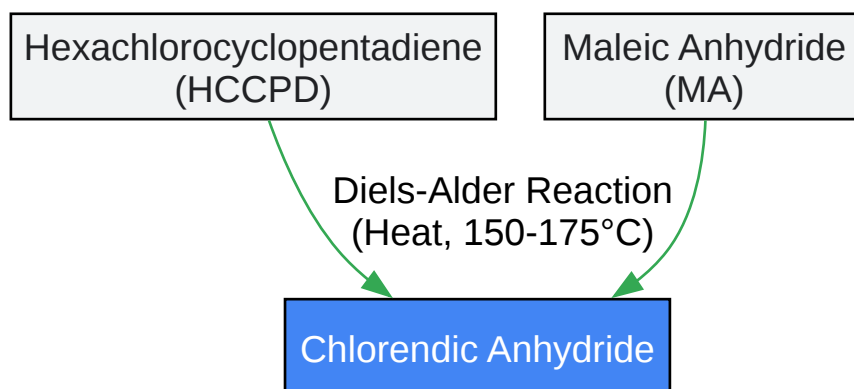 Hexachlorocyclopentadiene
(HCCPD)
Maleic Anhydride
(MA)
Diels-Alder Reaction
(Heat, 150-175°C)
Chlorendic Anhydride